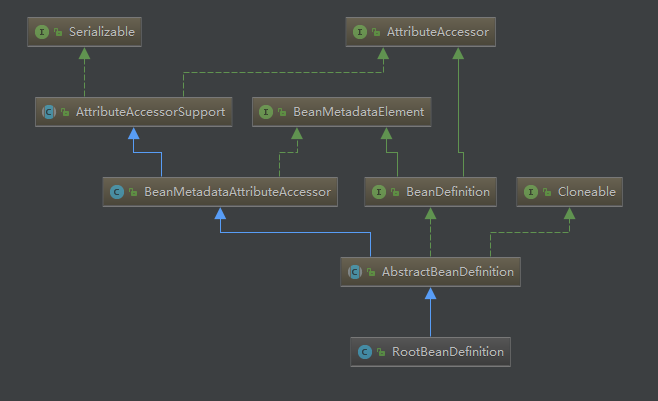 I Serializable
I AttributeAccessor
C AttributeAccessorSupport
I BeanMetadataElement
C BeanMetadataAttributeAccessor
I BeanDefinition
I Cloneable
C AbstractBeanDefinition
C RootBeanDefinition